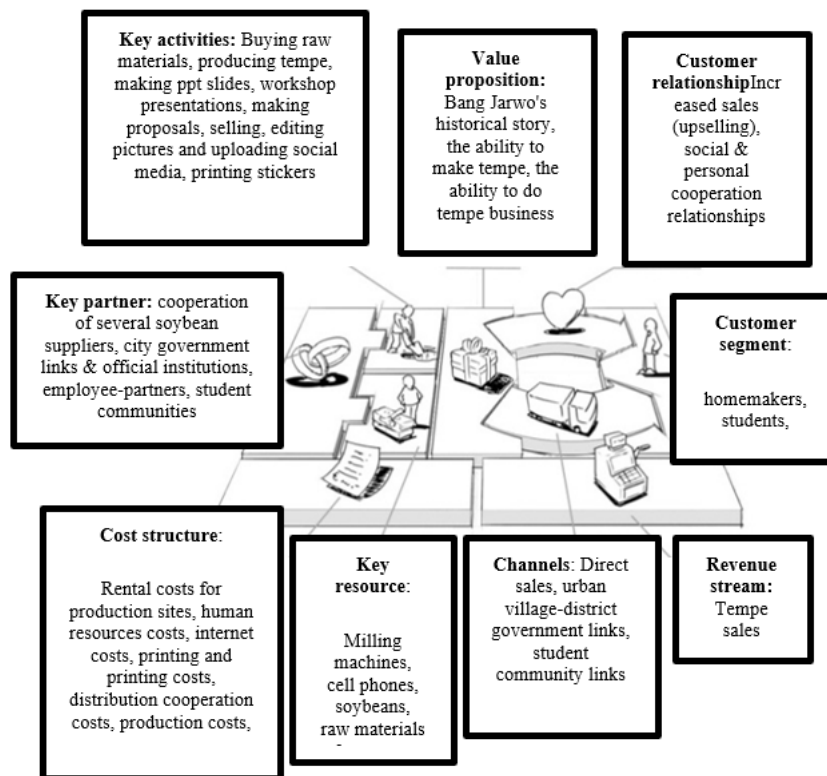 Key activities: Buying raw
materials, producing tempe,
making ppt slides, workshop
presentations, making
proposals, selling, editing
pictures and uploading social
media, printing stickers
Value
proposition:
Bang Jarwo's
historical story,
the ability to
make tempe, the
ability to do
tempe business
Customer
relationshipIncr
eased sales
(upselling),
social &
personal
cooperation
relationships
Key partner: cooperation
of several soybean
suppliers, city government
links & official institutions,
employee-partners, student
communities
Customer
segment:
homemakers,
students,
Cost structure:
Rental costs for
production sites, human
resources costs, internet
costs, printing and
printing costs,
distribution cooperation
costs, production costs,
Key
resource:
Milling
machines,
cell phones,
soybeans,
raw materials
Channels: Direct
sales, urban
village-district
government links,
student
community links
Revenue
stream:
Tempe
sales